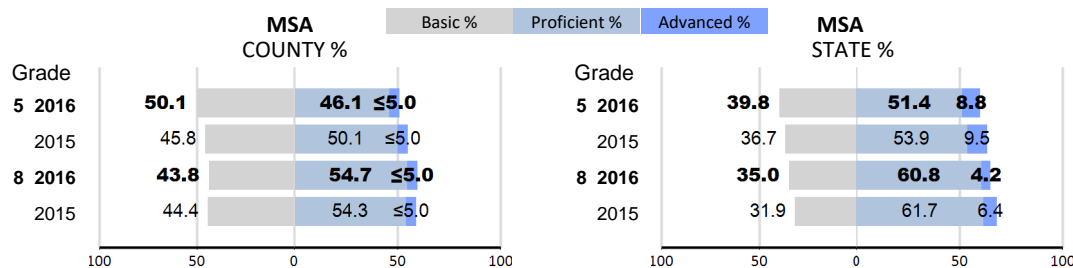 MSA
COUNTY %
Basic % Proficient % Advanced %
MSA
STATE %
Grade
5 2016 50.1 46.1 ≤5.0
2015 45.8 50.1 ≤5.0
8 2016 43.8 54.7 ≤5.0
2015 44.4 54.3 ≤5.0
100 50 0 50 100
Grade
5 2016 39.8 51.4 8.8
2015 36.7 53.9 9.5
8 2016 35.0 60.8 4.2
2015 31.9 61.7 6.4
100 50 0 50 100